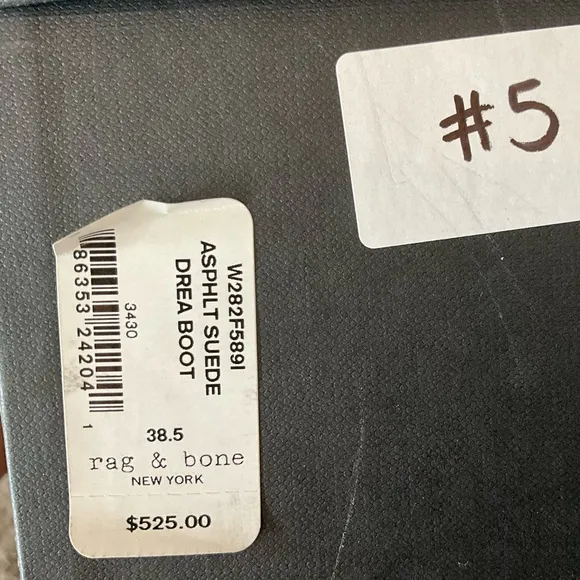 #5
W282F589I
ASPHLT SUEDE
DREA BOOT
3430
86353 24204 1
38.5
rag & bone
NEW YORK
$525.00